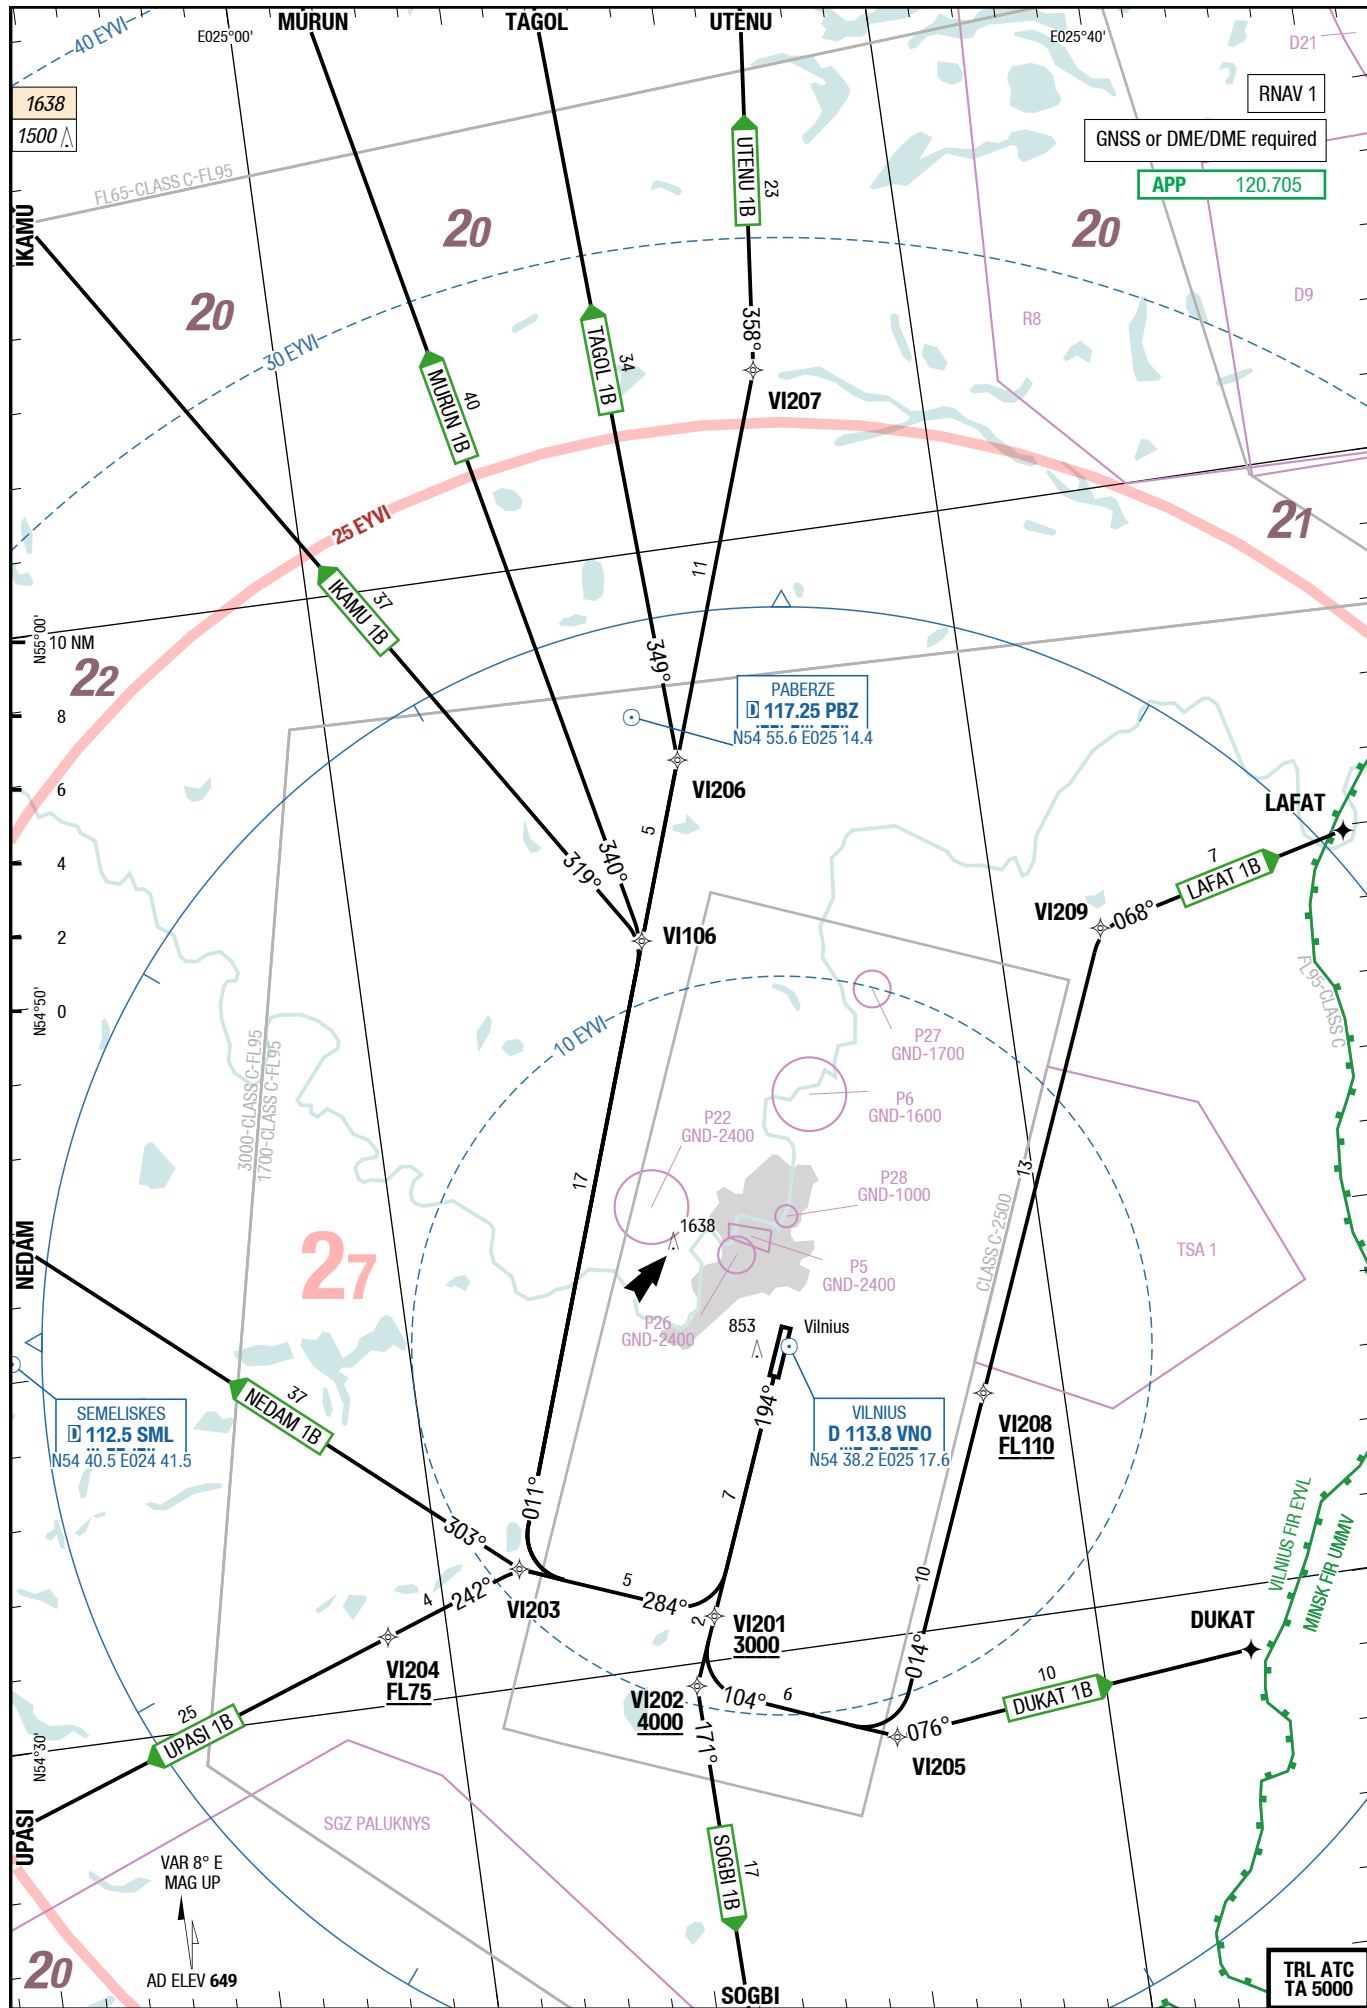 MURUN
TAGOL
UTENU
E025°00'
E025°40'
40 EYVI
D21
1638
1500
RNAV 1
GNSS or DME/DME required
APP 120.705
FL65-CLASS C-FL95
IKAMU
20
20
20
UTENU 1B
23
D9
R8
30 EYVI
358°
TAGOL 1B
34
MURUN 1B
40
VI207
25 EYVI
21
11
IKAMU 1B
37
N55°00'
10 NM
22
349°
PABERZE
D 117.25 PBZ
N54 55.6 E025 14.4
8
6
VI206
LAFAT
5
4
319°
340°
7
LAFAT 1B
VI209
068°
2
VI106
FL95-CLASS C
N54°50'
0
10 EYVI
P27
GND-1700
3000-CLASS C-FL95
1700-CLASS C-FL95
P6
GND-1600
P22
GND-2400
17
13
P28
GND-1000
1638
CLASS C-2500
TSA 1
NEDAM
27
P5
GND-2400
P26
GND-2400
853
Vilnius
37
NEDAM 1B
194°
SEMELISKES
D 112.5 SML
N54 40.5 E024 41.5
VILNIUS
D 113.8 VNO
N54 38.2 E025 17.6
VI208
FL110
011°
7
303°
VILNIUS FIR EYVL
MINSK FIR UMMV
4
242°
5
284°
10
VI203
2
VI201
3000
DUKAT
014°
VI204
FL75
VI202
4000
104°
6
10
DUKAT 1B
25
UPASI 1B
171°
076°
VI205
N54°30'
UPASI
SGZ PALUKNYS
SOGBI 1B
17
VAR 8° E
MAG UP
AD ELEV 649
20
SOGBI
TRL ATC
TA 5000